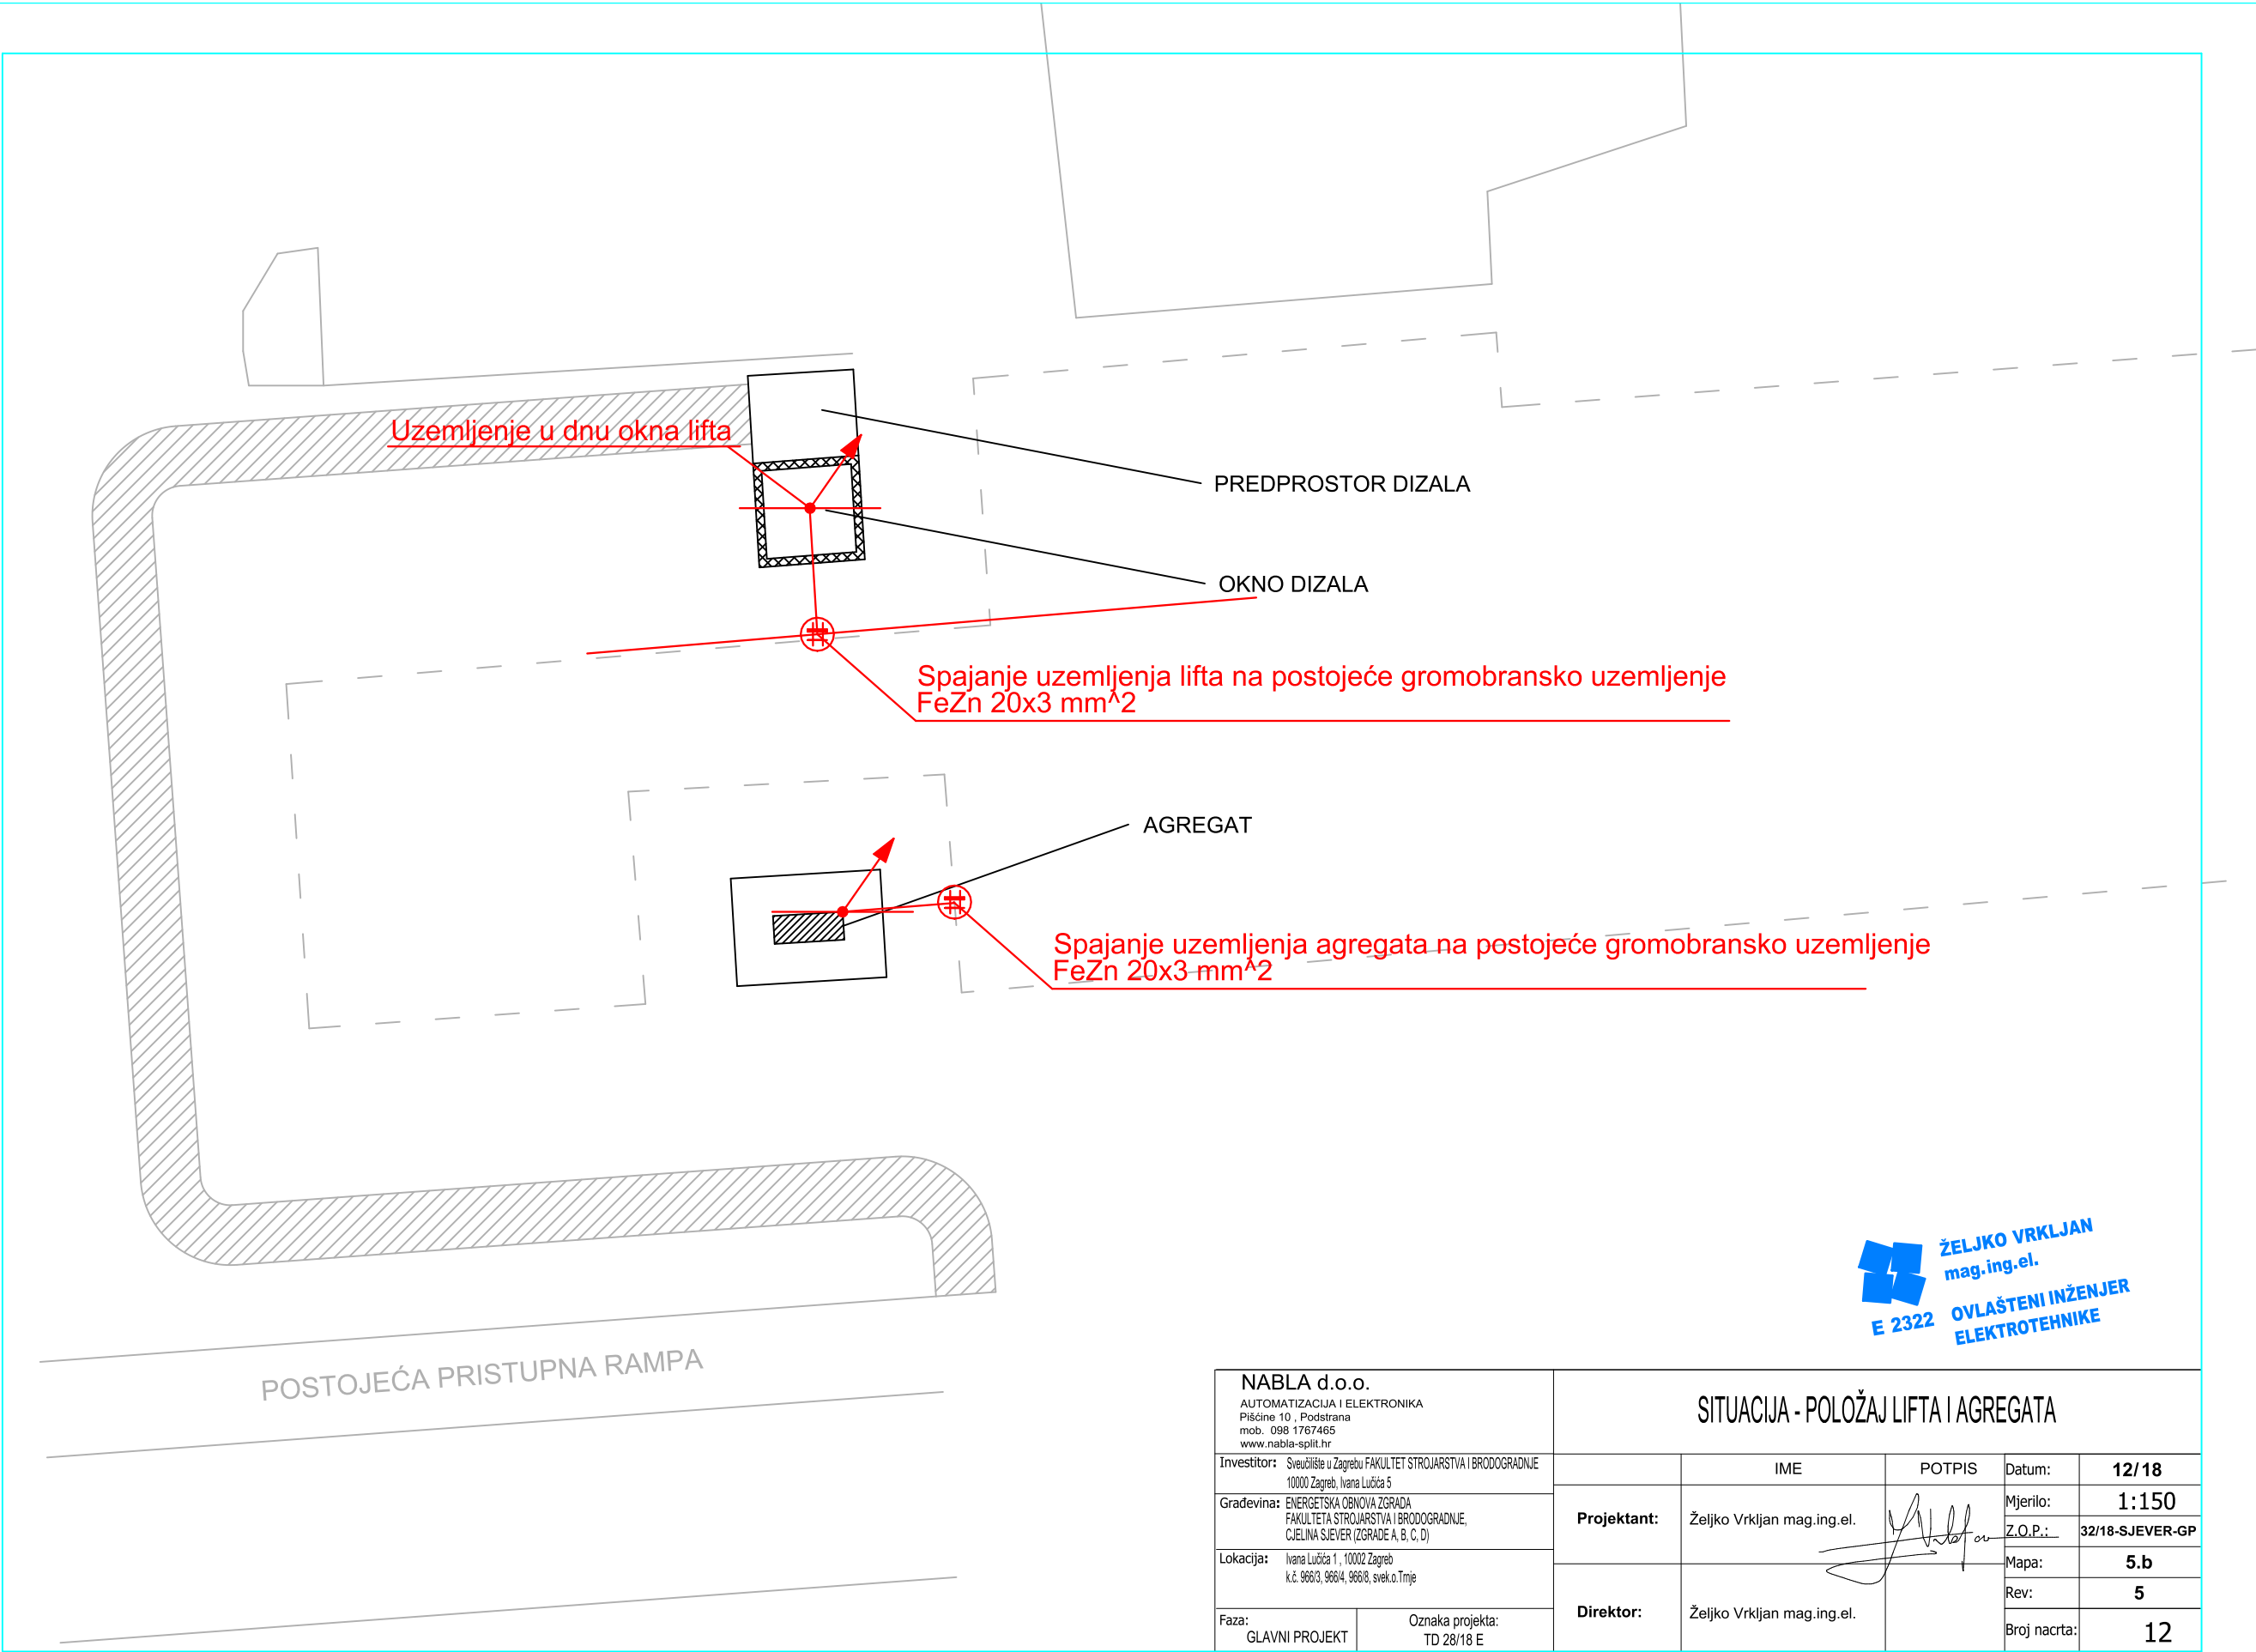 Uzemljenje u dnu okna lifta
PREDPROSTOR DIZALA
OKNO DIZALA
Spajanje uzemljenja lifta na postojeće gromobransko uzemljenje
FeZn 20x3 mm^2
AGREGAT
Spajanje uzemljenja agregata na postojeće gromobransko uzemljenje
FeZn 20x3 mm^2
POSTOJEĆA PRISTUPNA RAMPA
ŽELJKO VRKLJAN
mag.ing.el.
E 2322
OVLAŠTENI INŽENJER
ELEKTROTEHNIKE
NABLA d.o.o.
AUTOMATIZACIJA I ELEKTRONIKA
Pišćine 10 , Podstrana
mob. 098 1767465
www.nabla-split.hr
SITUACIJA - POLOŽAJ LIFTA I AGREGATA
Investitor: Sveučilište u Zagrebu FAKULTET STROJARSTVA I BRODOGRADNJE
10000 Zagreb, Ivana Lučića 5
Građevina: ENERGETSKA OBNOVA ZGRADA
FAKULTETA STROJARSTVA I BRODOGRADNJE,
CJELINA SJEVER (ZGRADE A, B, C, D)
Lokacija: Ivana Lučića 1 , 10002 Zagreb
k.č. 966/3, 966/4, 966/8, svek.o.Trnje
Faza:
GLAVNI PROJEKT
Oznaka projekta:
TD 28/18 E
IME
POTPIS
Projektant: Željko Vrkljan mag.ing.el.
Direktor: Željko Vrkljan mag.ing.el.
Datum: 12/18
Mjerilo: 1:150
Z.O.P.: 32/18-SJEVER-GP
Mapa: 5.b
Rev: 5
Broj nacrta: 12